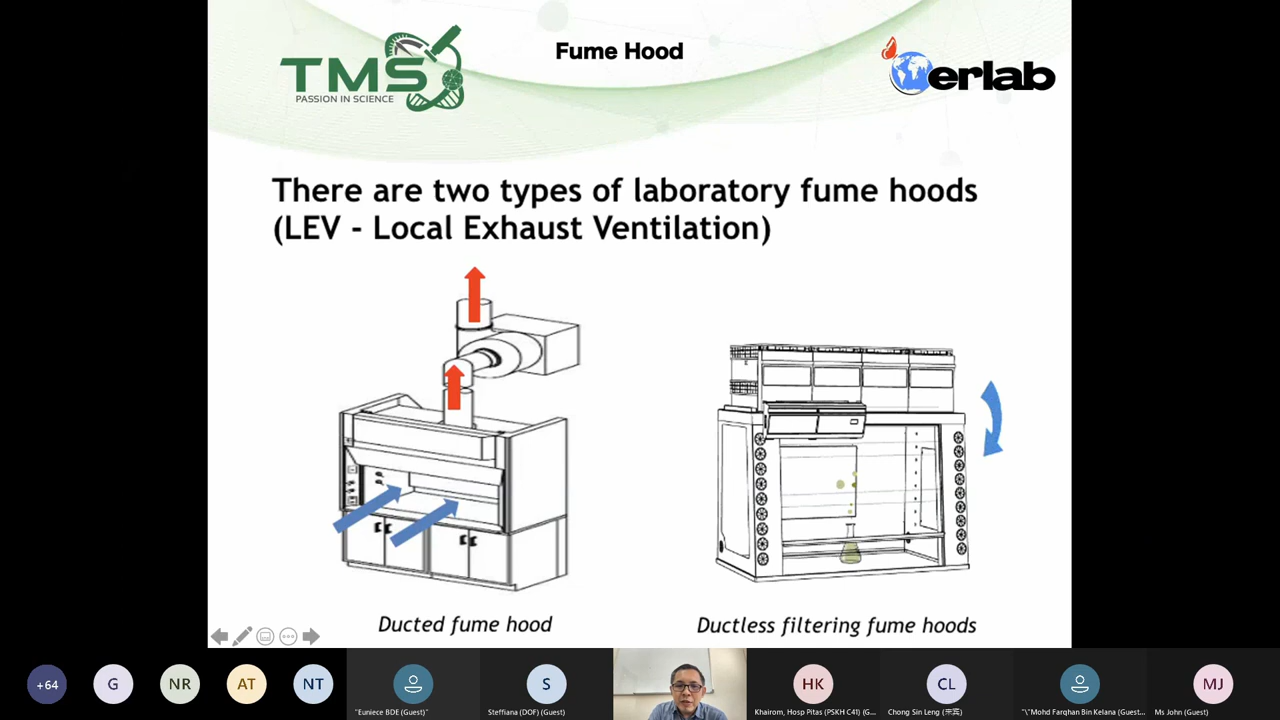 TMS
PASSION IN SCIENCE
Fume Hood
erlab
There are two types of laboratory fume hoods
(LEV - Local Exhaust Ventilation)
Ducted fume hood
Ductless filtering fume hoods
+64
G
NR
AT
NT
"Euniece BDE (Guest)"
S
Steffiana (DOF) (Guest)
HK
Khairom, Hosp Pitas (PSKH C41) (G...
CL
Chong Sin Leng (宋宾)
"\"Mohd Farqhan Bin Kelana (Guest...
MJ
Ms John (Guest)